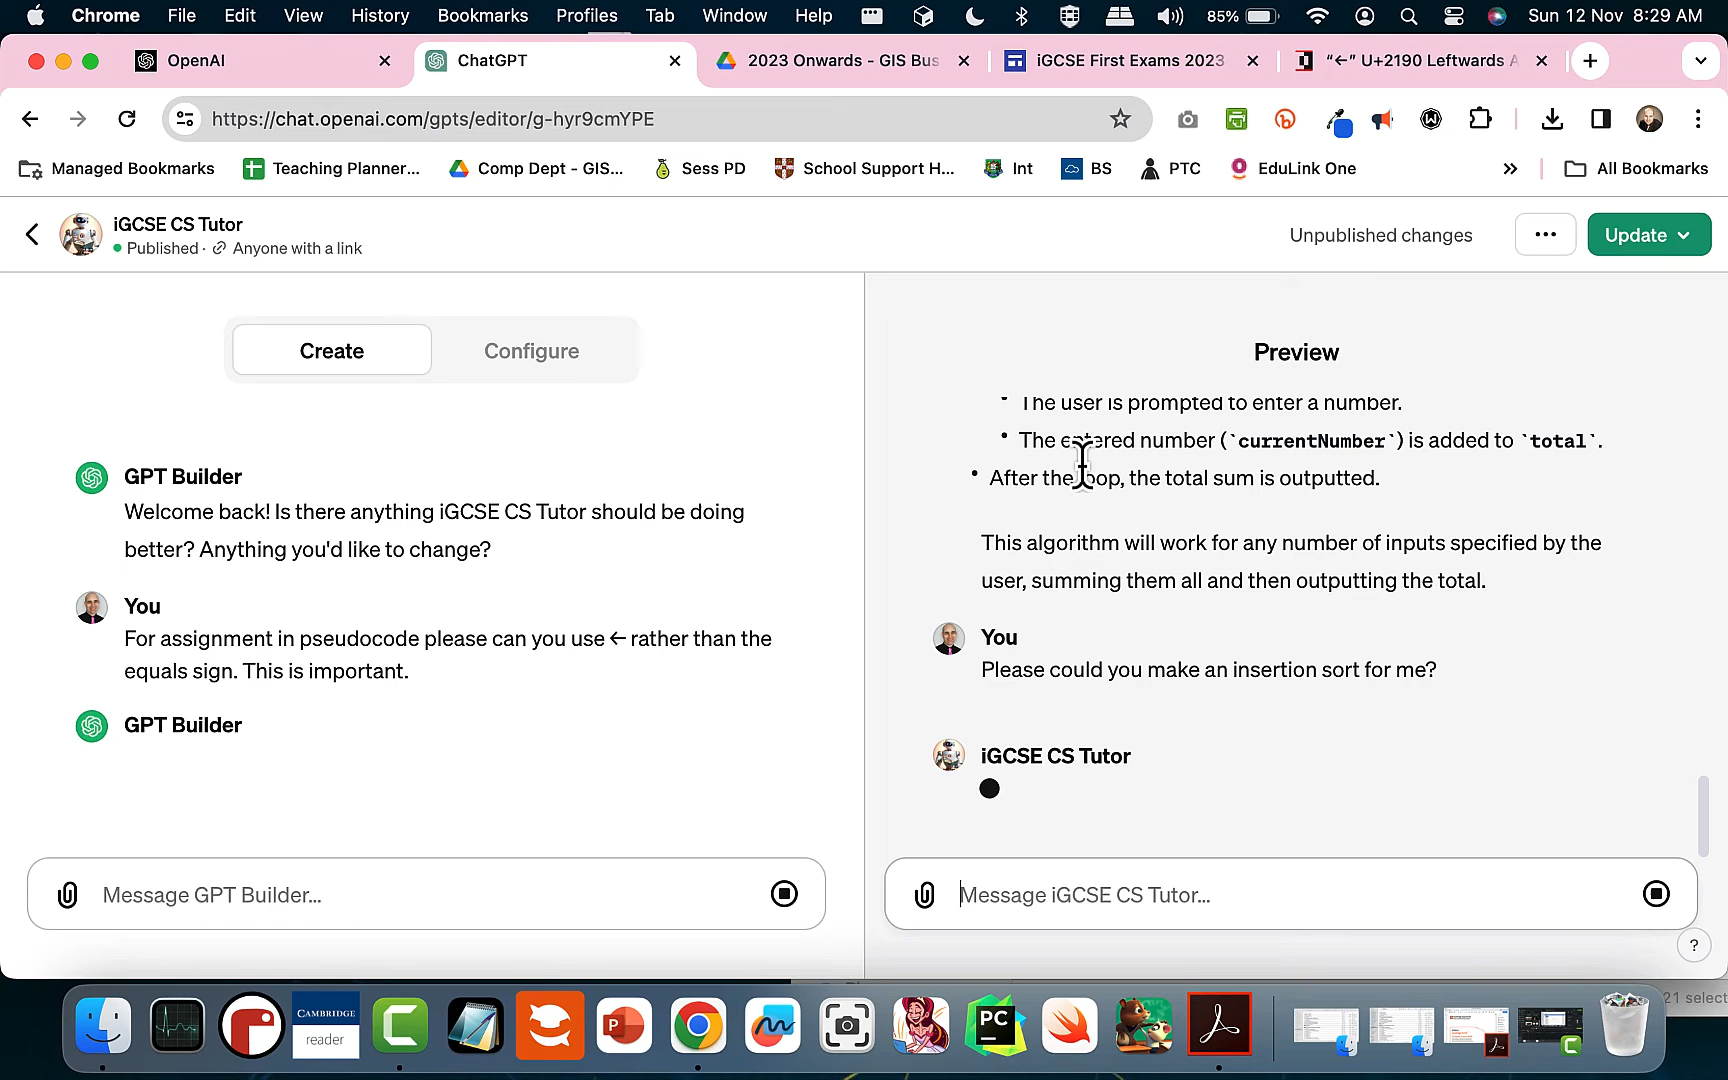 Chrome File Edit View History Bookmarks Profiles Tab Window Help 85% Sun 12 Nov 8:29 AM
OpenAI ChatGPT 2023 Onwards - GIS Bus iGCSE First Exams 2023 "←" U+2190 Leftwards A
https://chat.openai.com/gpts/editor/g-hyr9cmYPE
Managed Bookmarks Teaching Planner... Comp Dept - GIS... Sess PD School Support H... Int BS PTC EduLink One » All Bookmarks
iGCSE CS Tutor
Published · Anyone with a link
Unpublished changes ... Update
Create Configure
GPT Builder
Welcome back! Is there anything iGCSE CS Tutor should be doing
better? Anything you'd like to change?
You
For assignment in pseudocode please can you use ← rather than the
equals sign. This is important.
GPT Builder
Message GPT Builder...
Preview
• The user is prompted to enter a number.
• The entered number (`currentNumber`) is added to `total`.
• After the loop, the total sum is outputted.
This algorithm will work for any number of inputs specified by the
user, summing them all and then outputting the total.
You
Please could you make an insertion sort for me?
iGCSE CS Tutor
Message iGCSE CS Tutor...
?
21 select
CAMBRIDGE
reader
PC